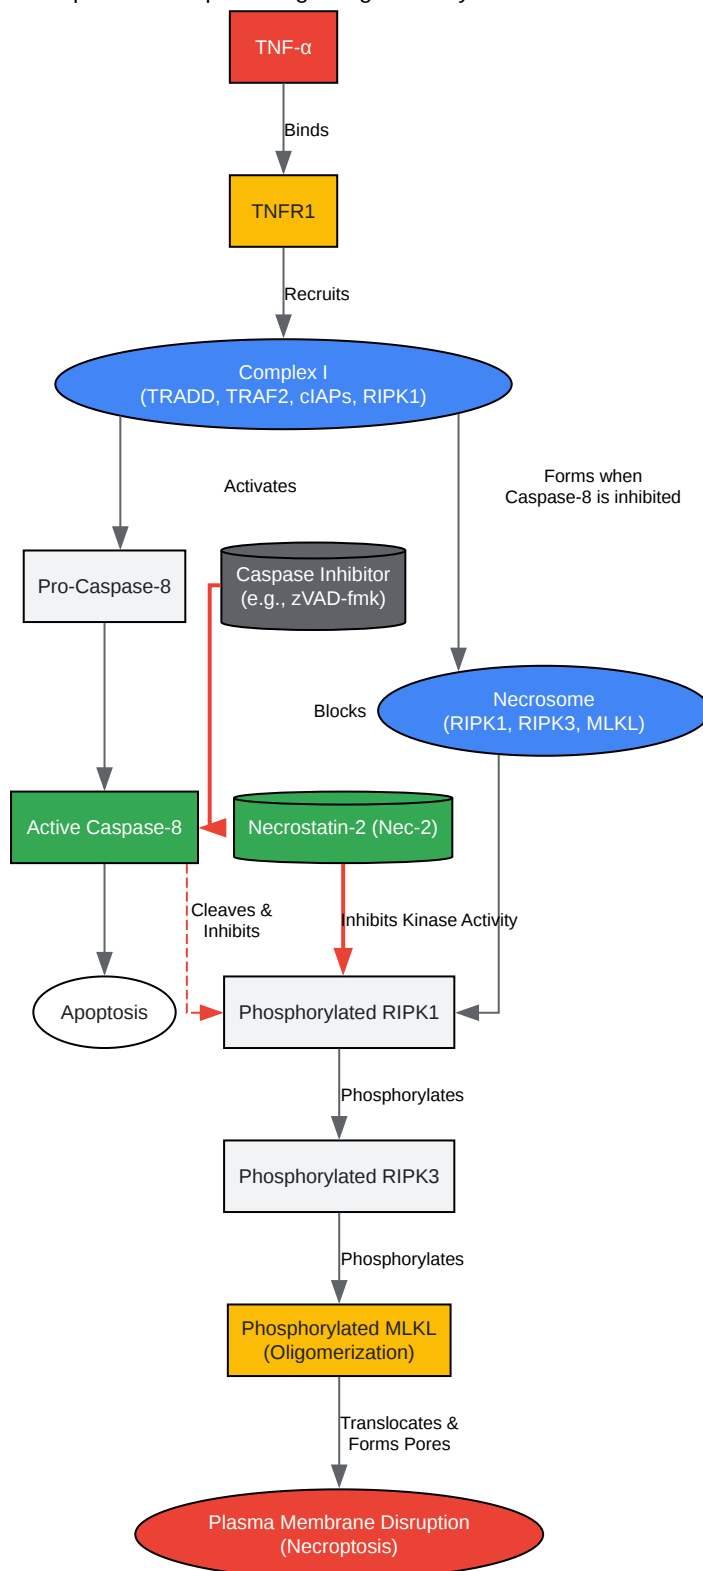 TNF-α
Binds
TNFR1
Recruits
Complex I
(TRADD, TRAF2, cIAPs, RIPK1)
Activates
Forms when
Caspase-8 is inhibited
Pro-Caspase-8
Caspase Inhibitor
(e.g., zVAD-fmk)
Blocks
Necrosome
(RIPK1, RIPK3, MLKL)
Active Caspase-8
Necrostatin-2 (Nec-2)
Cleaves &
Inhibits
Inhibits Kinase Activity
Apoptosis
Phosphorylated RIPK1
Phosphorylates
Phosphorylated RIPK3
Phosphorylates
Phosphorylated MLKL
(Oligomerization)
Translocates &
Forms Pores
Plasma Membrane Disruption
(Necroptosis)